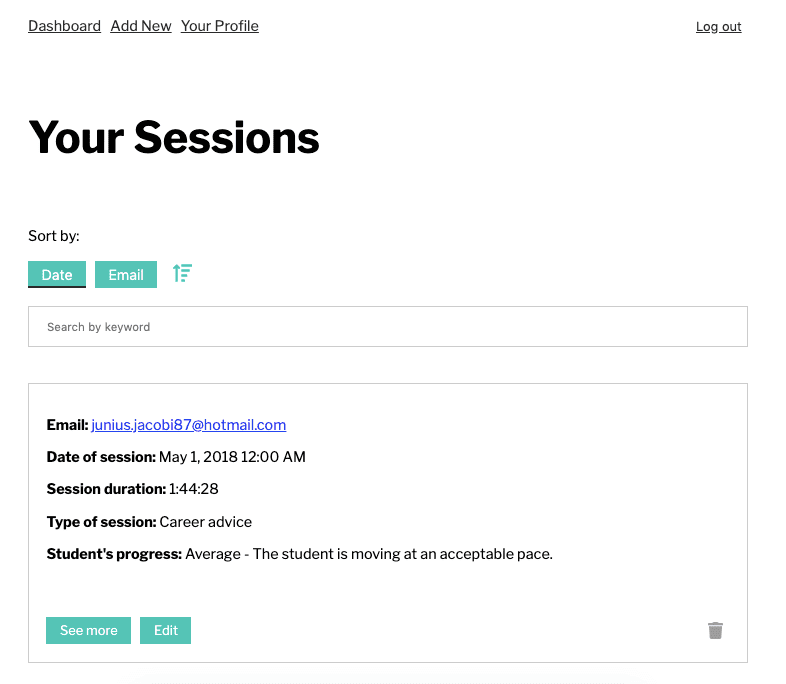 Dashboard Add New Your Profile Log out
Your Sessions
Sort by:
Date Email
Search by keyword
Email: junius.jacobi87@hotmail.com
Date of session: May 1, 2018 12:00 AM
Session duration: 1:44:28
Type of session: Career advice
Student's progress: Average - The student is moving at an acceptable pace.
See more Edit